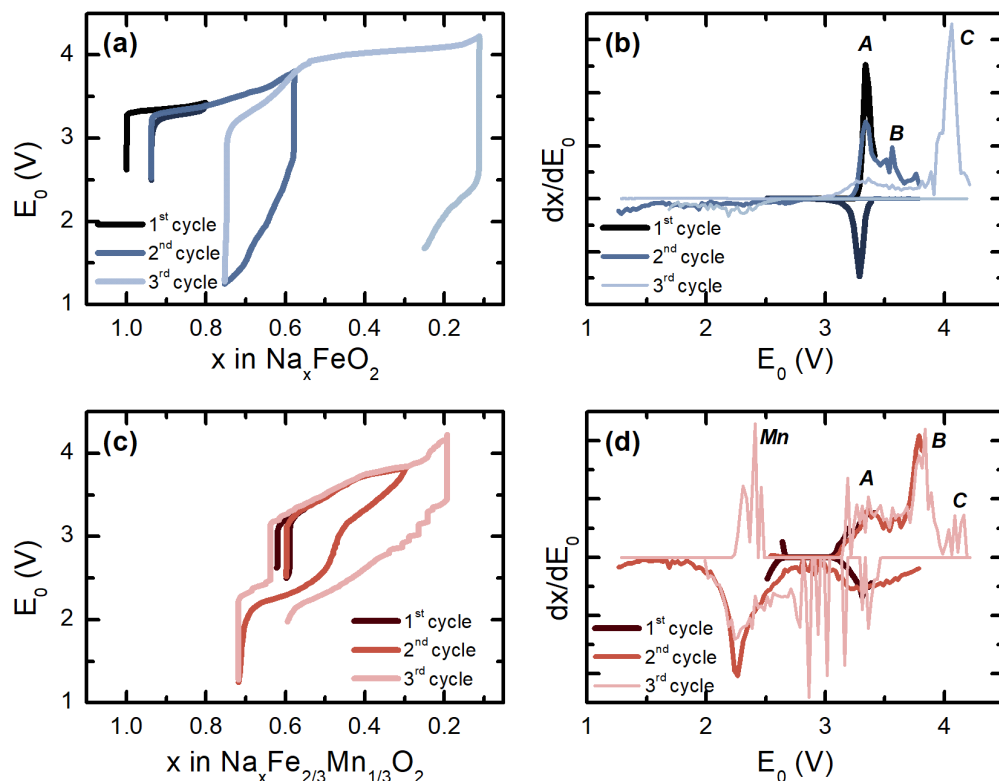 (a)
4
3
2
1
E₀ (V)
1ˢᵗ cycle
2ⁿᵈ cycle
3ʳᵈ cycle
1.0 0.8 0.6 0.4 0.2
x in NaₓFeO₂
(b)
A
B
C
dx/dE₀
1ˢᵗ cycle
2ⁿᵈ cycle
3ʳᵈ cycle
1 2 3 4
E₀ (V)
(c)
4
3
2
1
E₀ (V)
1ˢᵗ cycle
2ⁿᵈ cycle
3ʳᵈ cycle
1.0 0.8 0.6 0.4 0.2
x in NaₓFe₂/₃Mn₁/₃O₂
(d)
Mn
A
B
C
dx/dE₀
1ˢᵗ cycle
2ⁿᵈ cycle
3ʳᵈ cycle
1 2 3 4
E₀ (V)